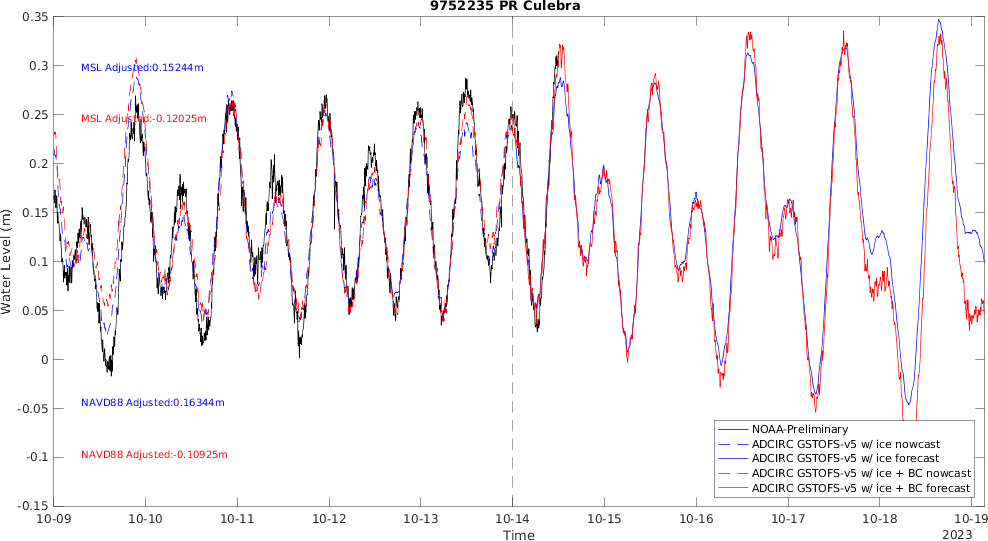 9752235 PR Culebra
0.35
0.3
0.25
0.2
0.15
0.1
0.05
0
-0.05
-0.1
-0.15
Water Level (m)
MSL Adjusted:0.15244m
MSL Adjusted:-0.12025m
NAVD88 Adjusted:0.16344m
NAVD88 Adjusted:-0.10925m
NOAA-Preliminary
ADCIRC GSTOFS-v5 w/ ice nowcast
ADCIRC GSTOFS-v5 w/ ice forecast
ADCIRC GSTOFS-v5 w/ ice + BC nowcast
ADCIRC GSTOFS-v5 w/ ice + BC forecast
10-09 10-10 10-11 10-12 10-13 10-14 10-15 10-16 10-17 10-18 10-19
Time
2023